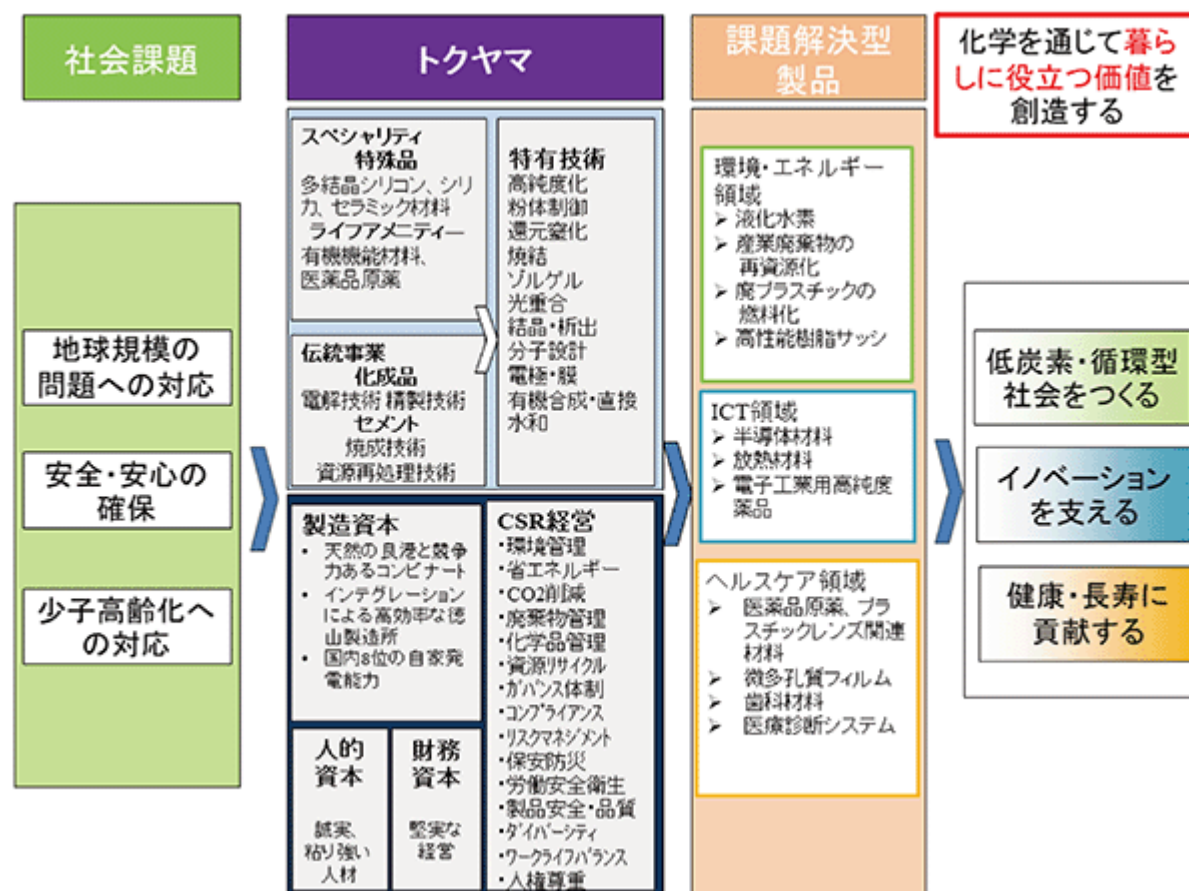 社会課題
地球規模の
問題への対応
安全・安心の
確保
少子高齢化へ
の対応
トクヤマ
スペシャリティ
特殊品
多結晶シリコン、シリ
カ、セラミック材料
ライフアメニティー
有機機能材料、
医薬品原薬
伝統事業
化成品
電解技術 精製技術
セメント
焼成技術
資源再処理技術
特有技術
高純度化
粉体制御
還元窒化
焼結
ゾルゲル
光重合
結晶・析出
分子設計
電極・膜
有機合成・直接
水和
製造資本
• 天然の良港と競争
力あるコンビナート
• インテグレーション
による高効率な徳
山製造所
• 国内8位の自家発
電能力
人的
資本
誠実、
粘り強い
人材
財務
資本
堅実な
経営
CSR経営
・環境管理
・省エネルギー
・CO2削減
・廃棄物管理
・化学品管理
・資源リサイクル
・ガバンス体制
・コンプライアンス
・リスクマネジメント
・保安防災
・労働安全衛生
・製品安全・品質
・ダイバーシティ
・ワークライフバランス
・人権尊重
課題解決型
製品
環境・エネルギー
領域
➢ 液化水素
➢ 産業廃棄物の
再資源化
➢ 廃プラスチックの
燃料化
➢ 高性能樹脂サッシ
ICT領域
➢ 半導体材料
➢ 放熱材料
➢ 電子工業用高純度
薬品
ヘルスケア領域
➢ 医薬品原薬、プラ
スチックレンズ関連
材料
➢ 微多孔質フィルム
➢ 歯科材料
➢ 医療診断システム
化学を通じて暮ら
しに役立つ価値を
創造する
低炭素・循環型
社会をつくる
イノベーション
を支える
健康・長寿に
貢献する